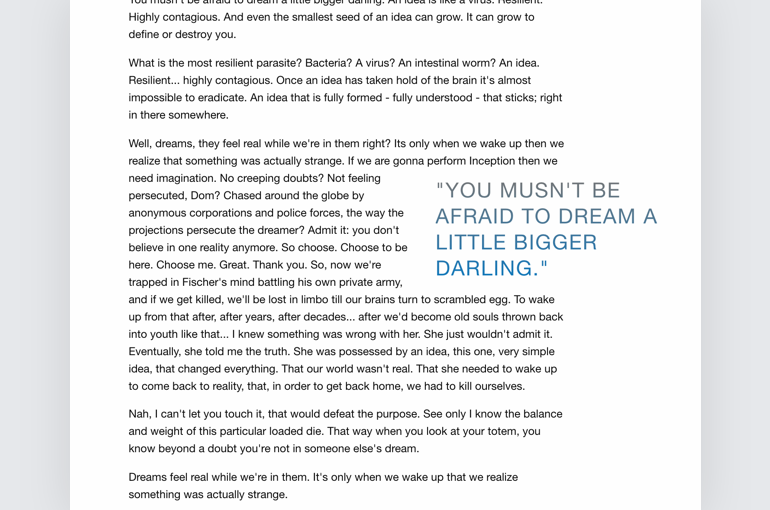 You musn't be afraid to dream a little bigger darling. An idea is like a virus. Resilient.
Highly contagious. And even the smallest seed of an idea can grow. It can grow to
define or destroy you.
What is the most resilient parasite? Bacteria? A virus? An intestinal worm? An idea.
Resilient... highly contagious. Once an idea has taken hold of the brain it's almost
impossible to eradicate. An idea that is fully formed - fully understood - that sticks; right
in there somewhere.
Well, dreams, they feel real while we're in them right? Its only when we wake up then we
realize that something was actually strange. If we are gonna perform Inception then we
need imagination. No creeping doubts? Not feeling
persecuted, Dom? Chased around the globe by
anonymous corporations and police forces, the way the
projections persecute the dreamer? Admit it: you don't
believe in one reality anymore. So choose. Choose to be
here. Choose me. Great. Thank you. So, now we're
trapped in Fischer's mind battling his own private army,
"YOU MUSN'T BE
AFRAID TO DREAM A
LITTLE BIGGER
DARLING."
and if we get killed, we'll be lost in limbo till our brains turn to scrambled egg. To wake
up from that after, after years, after decades... after we'd become old souls thrown back
into youth like that... I knew something was wrong with her. She just wouldn't admit it.
Eventually, she told me the truth. She was possessed by an idea, this one, very simple
idea, that changed everything. That our world wasn't real. That she needed to wake up
to come back to reality, that, in order to get back home, we had to kill ourselves.
Nah, I can't let you touch it, that would defeat the purpose. See only I know the balance
and weight of this particular loaded die. That way when you look at your totem, you
know beyond a doubt you're not in someone else's dream.
Dreams feel real while we're in them. It's only when we wake up that we realize
something was actually strange.